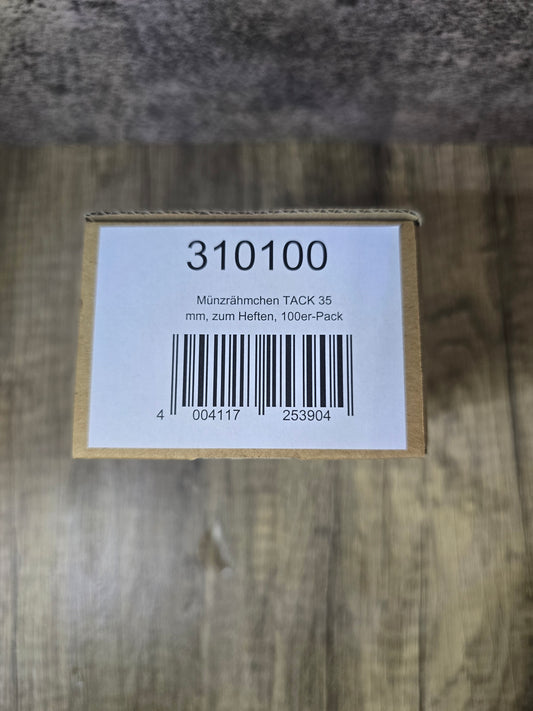 310100
Münzrähmchen TACK 35
mm, zum Heften, 100er-Pack
4 004117 253904